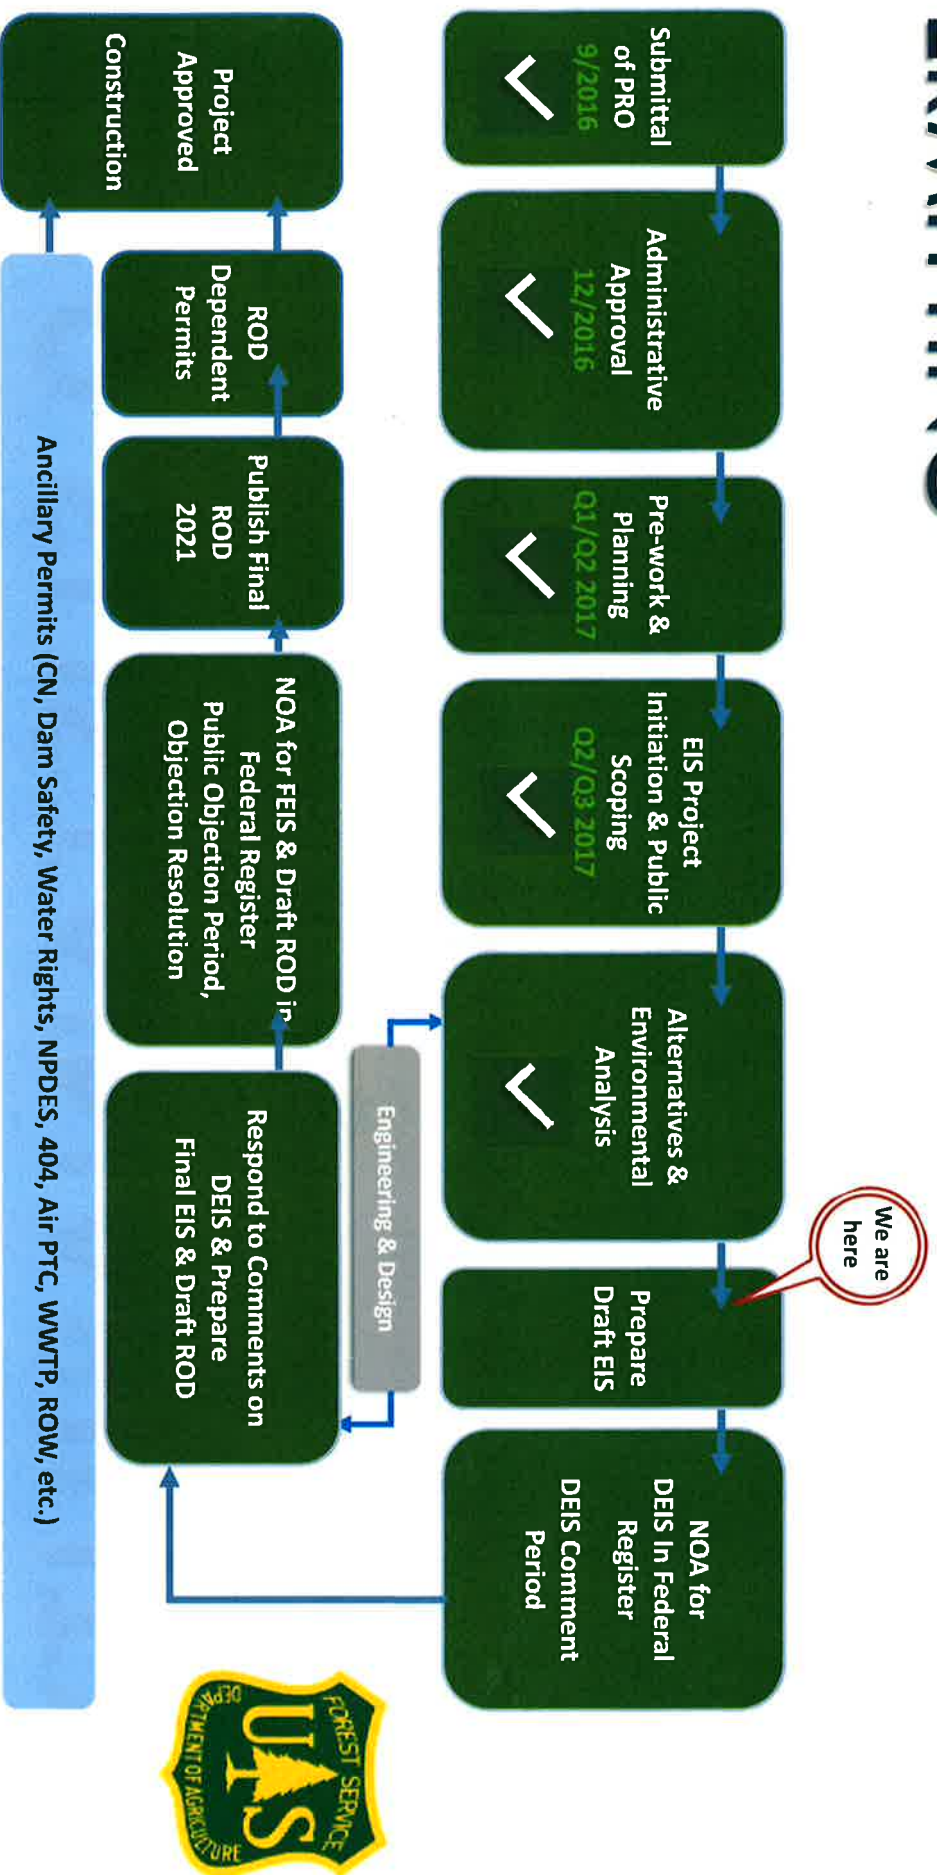 We are
here
Submittal
of PRO
9/2016
Administrative
Approval
12/2016
Pre-work &
Planning
Q1/Q2 2017
EIS Project
Initiation & Public
Scoping
Q2/Q3 2017
Alternatives &
Environmental
Analysis
Prepare
Draft EIS
NOA for
DEIS In Federal
Register
DEIS Comment
Period
Engineering & Design
Respond to Comments on
DEIS & Prepare
Final EIS & Draft ROD
NOA for FEIS & Draft ROD in
Federal Register
Public Objection Period,
Objection Resolution
Publish Final
ROD
2021
ROD
Dependent
Permits
Project
Approved
Construction
Ancillary Permits (CN, Dam Safety, Water Rights, NPDES, 404, Air PTC, WWTP, ROW, etc.)
FOREST SERVICE
U S
DEPARTMENT OF AGRICULTURE